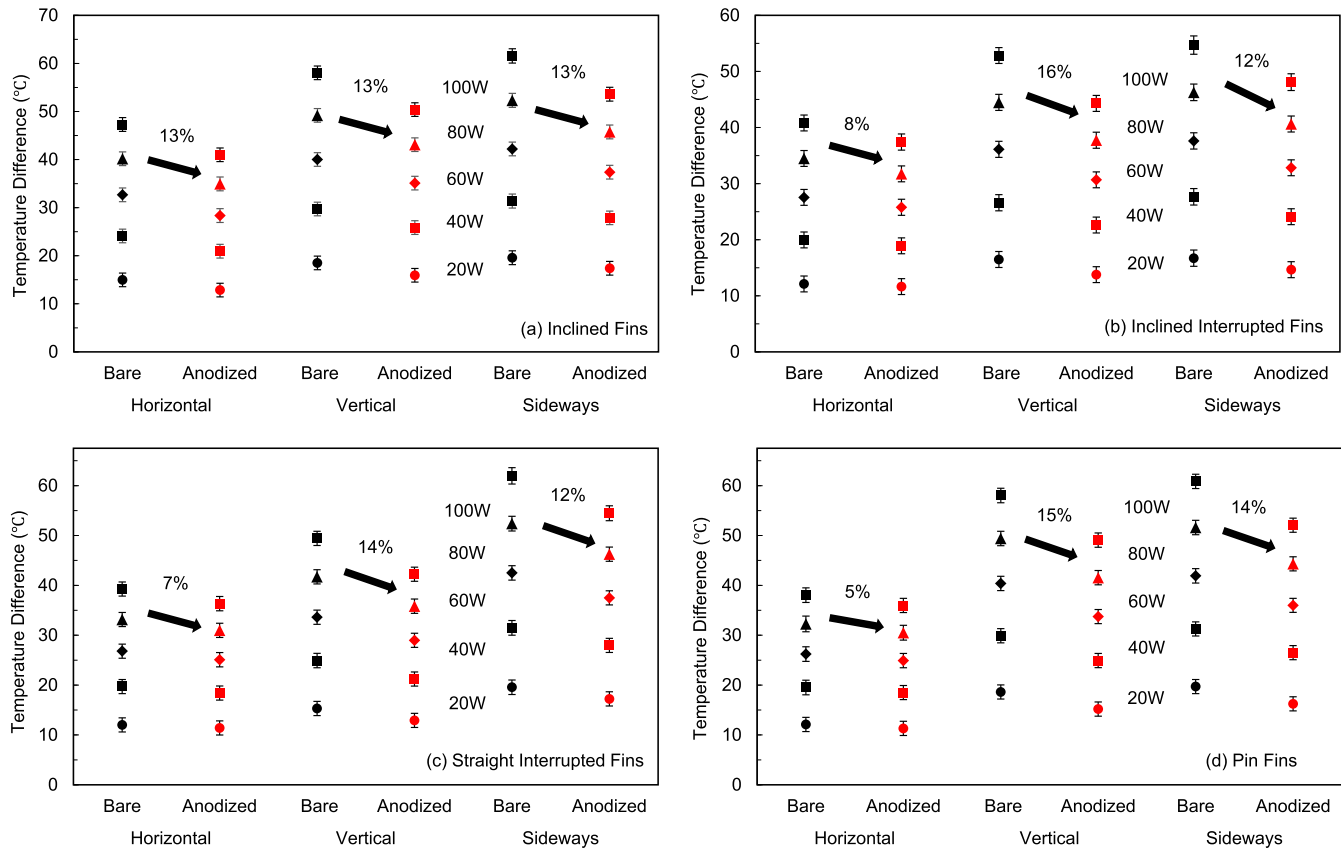 70
60
50
40
30
20
10
0
Temperature Difference (°C)
13%
13%
13%
100W
80W
60W
40W
20W
(a) Inclined Fins
Bare Anodized Bare Anodized Bare Anodized
Horizontal Vertical Sideways
60
50
40
30
20
10
0
Temperature Difference (°C)
8%
16%
12%
100W
80W
60W
40W
20W
(b) Inclined Interrupted Fins
Bare Anodized Bare Anodized Bare Anodized
Horizontal Vertical Sideways
60
50
40
30
20
10
0
Temperature Difference (°C)
7%
14%
12%
100W
80W
60W
40W
20W
(c) Straight Interrupted Fins
Bare Anodized Bare Anodized Bare Anodized
Horizontal Vertical Sideways
60
50
40
30
20
10
0
Temperature Difference (°C)
5%
15%
14%
100W
80W
60W
40W
20W
(d) Pin Fins
Bare Anodized Bare Anodized Bare Anodized
Horizontal Vertical Sideways